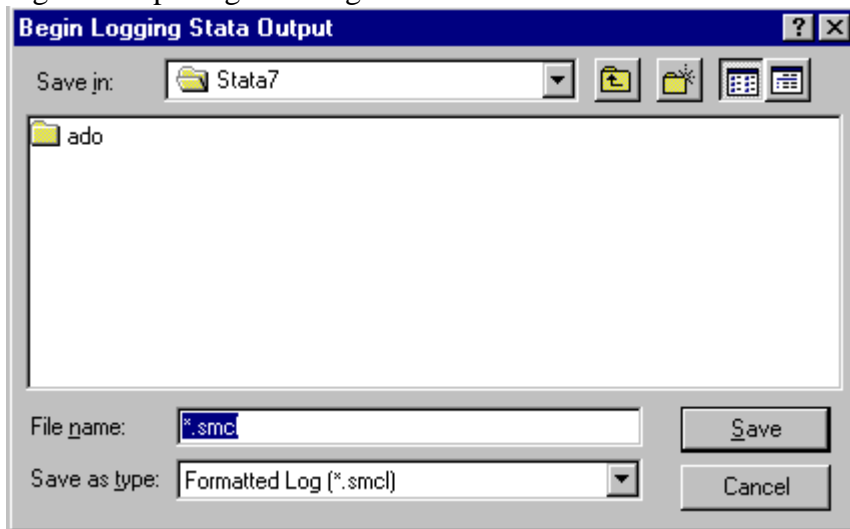 Begin Logging Stata Output
Save in: Stata7
ado
File name: *.smcl
Save
Save as type: Formatted Log (*.smcl)
Cancel